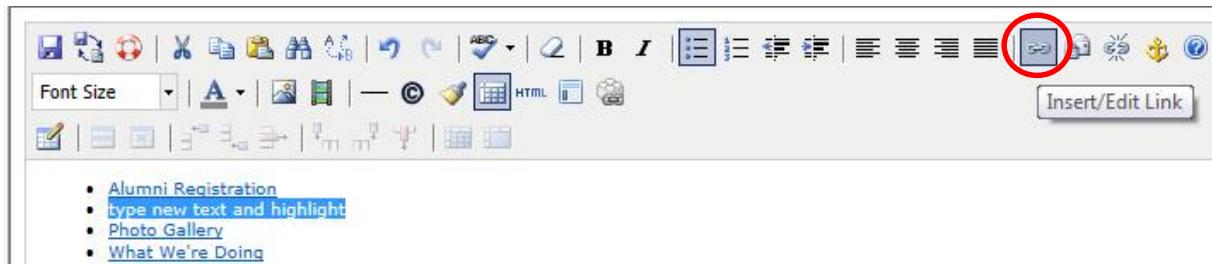 ABC
B I
Font Size A © HTML
Insert/Edit Link
• Alumni Registration
• type new text and highlight
• Photo Gallery
• What We're Doing